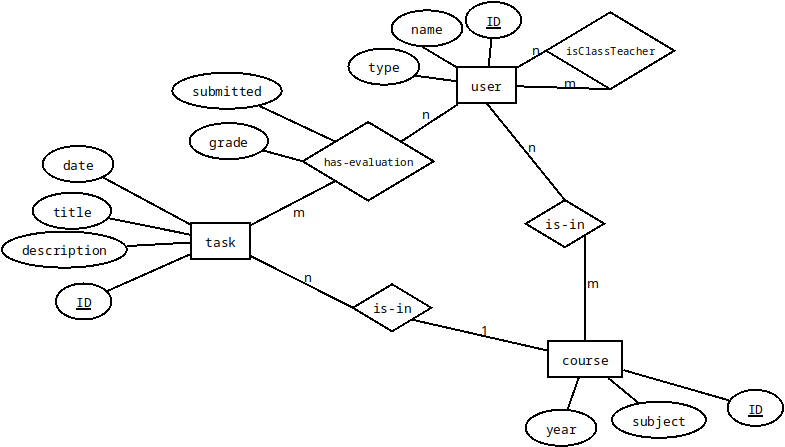 ID
name
n
isClassTeacher
type
user
m
submitted
n
grade
n
has-evaluation
date
m
title
is-in
task
description
n
m
ID
is-in
1
course
ID
subject
year